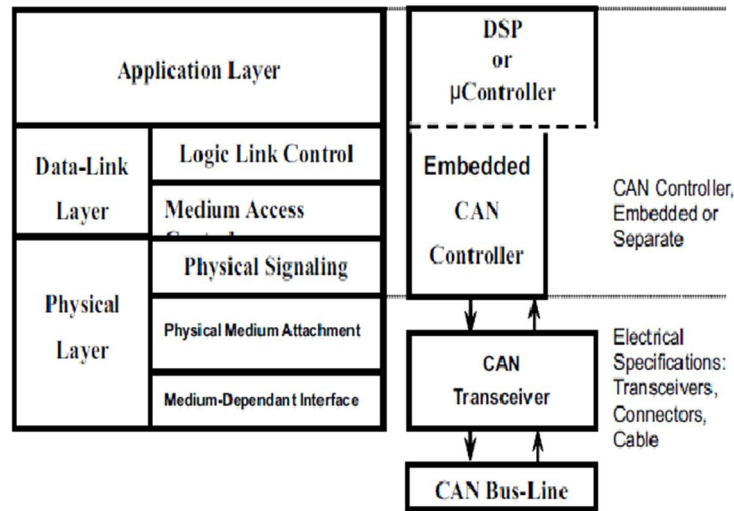 Application Layer
Data-Link
Layer
Logic Link Control
Medium Access
Physical
Layer
Physical Signaling
Physical Medium Attachment
Medium-Dependant Interface
DSP
or
μController
Embedded
CAN
Controller
CAN
Transceiver
CAN Bus-Line
CAN Controller,
Embedded or
Separate
Electrical
Specifications:
Transceivers,
Connectors,
Cable